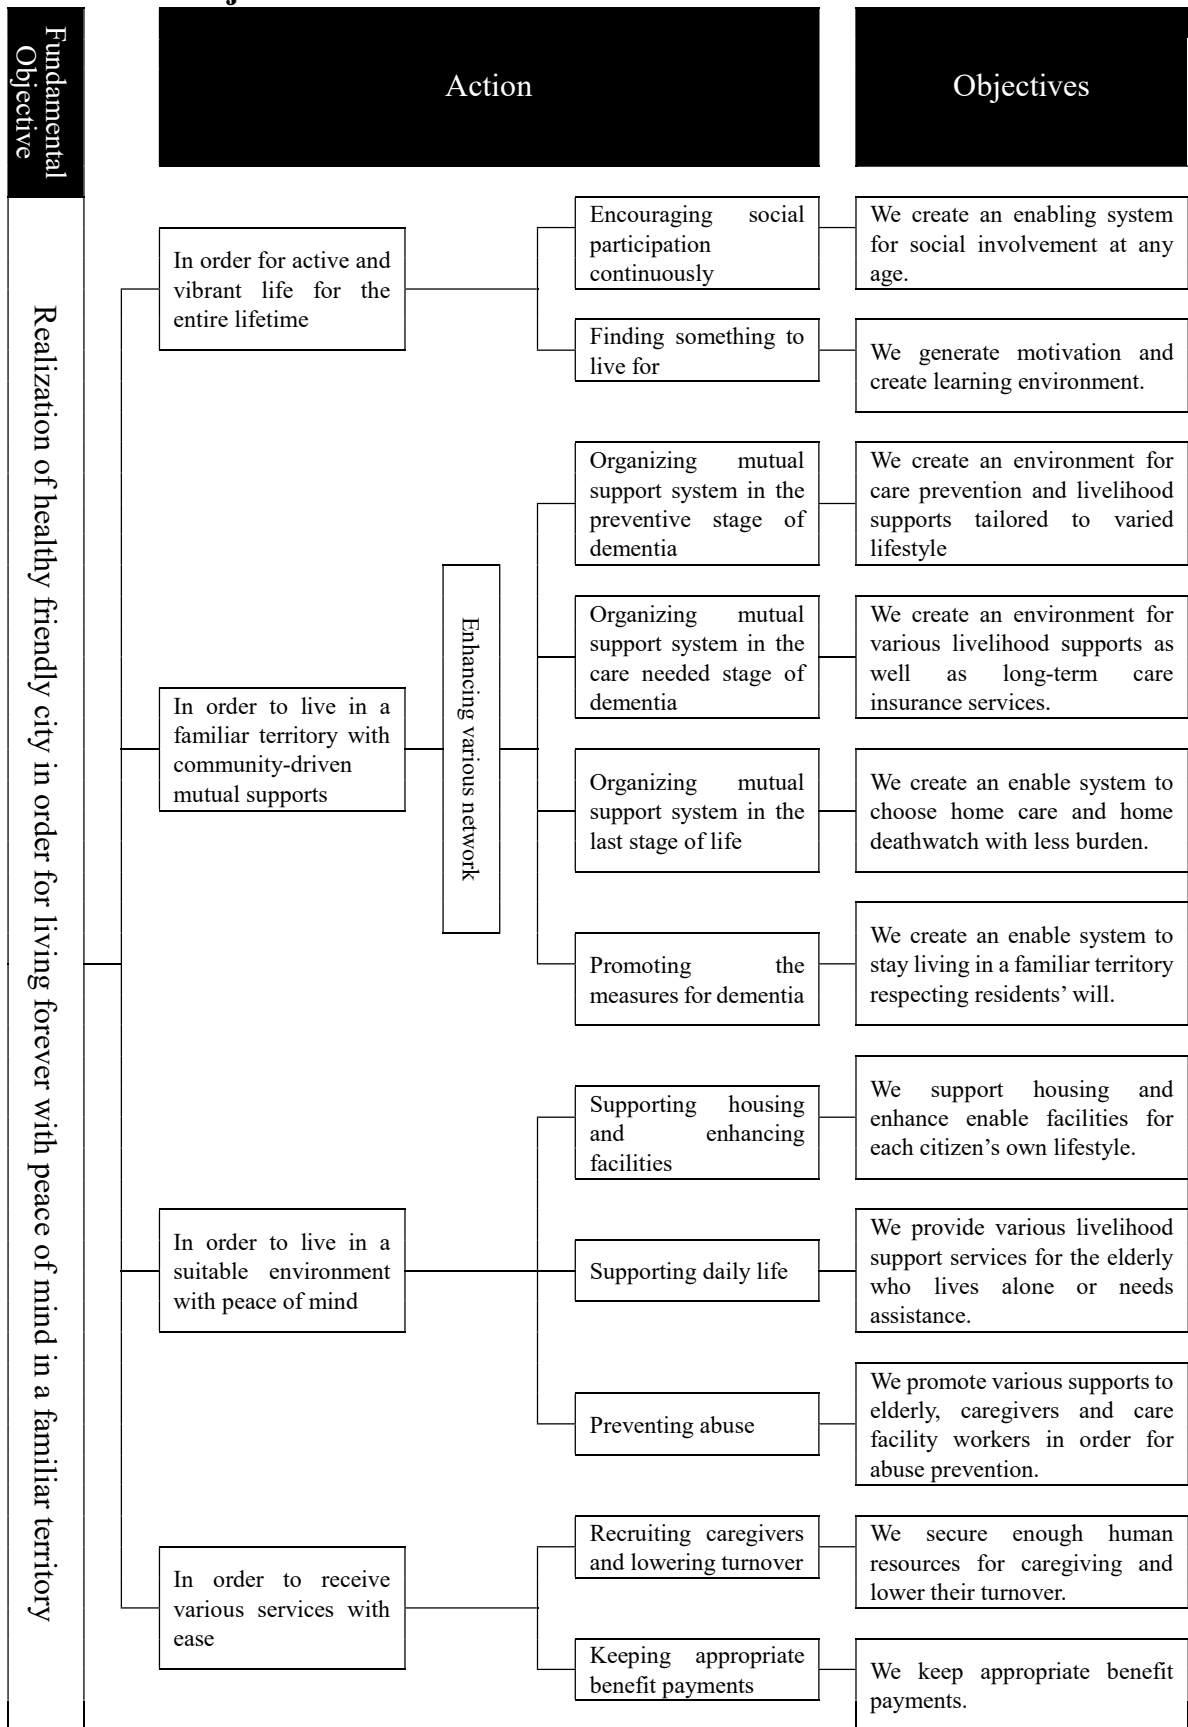 Fundamental
Objective
Action
Objectives
Realization of healthy friendly city in order for living forever with peace of mind in a familiar territory
In order for active and
vibrant life for the
entire lifetime
Encouraging social
participation
continuously
We create an enabling system
for social involvement at any
age.
Finding something to
live for
We generate motivation and
create learning environment.
In order to live in a
familiar territory with
community-driven
mutual supports
Enhancing various network
Organizing mutual
support system in the
preventive stage of
dementia
We create an environment for
care prevention and livelihood
supports tailored to varied
lifestyle
Organizing mutual
support system in the
care needed stage of
dementia
We create an environment for
various livelihood supports as
well as long-term care
insurance services.
Organizing mutual
support system in the
last stage of life
We create an enable system to
choose home care and home
deathwatch with less burden.
Promoting the
measures for dementia
We create an enable system to
stay living in a familiar territory
respecting residents’ will.
In order to live in a
suitable environment
with peace of mind
Supporting housing
and enhancing
facilities
We support housing and
enhance enable facilities for
each citizen’s own lifestyle.
Supporting daily life
We provide various livelihood
support services for the elderly
who lives alone or needs
assistance.
Preventing abuse
We promote various supports to
elderly, caregivers and care
facility workers in order for
abuse prevention.
In order to receive
various services with
ease
Recruiting caregivers
and lowering turnover
We secure enough human
resources for caregiving and
lower their turnover.
Keeping appropriate
benefit payments
We keep appropriate benefit
payments.